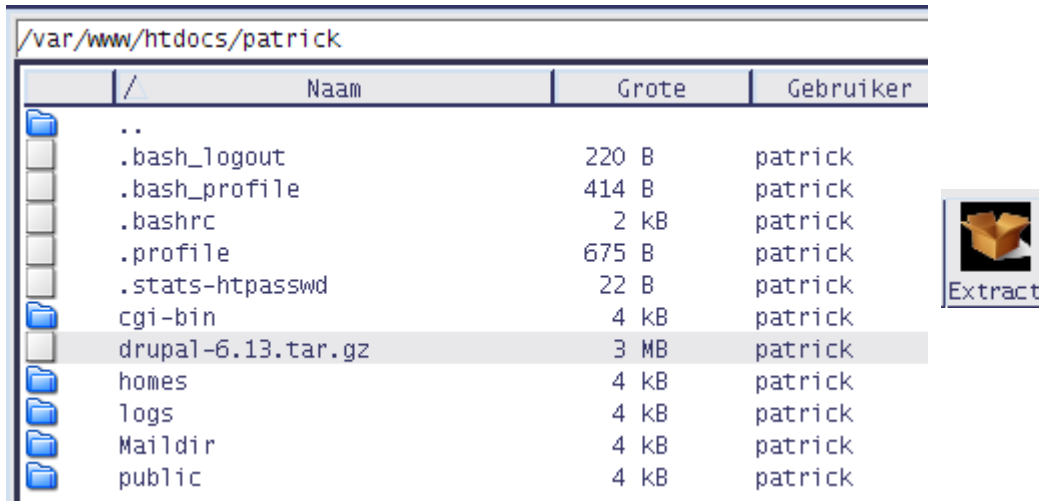 /var/www/htdocs/patrick
/ Naam Grote Gebruiker
..
.bash_logout 220 B patrick
.bash_profile 414 B patrick
.bashrc 2 kB patrick
.profile 675 B patrick
.stats-htpasswd 22 B patrick
cgi-bin 4 kB patrick
drupal-6.13.tar.gz 3 MB patrick
homes 4 kB patrick
logs 4 kB patrick
Maildir 4 kB patrick
public 4 kB patrick
Extract